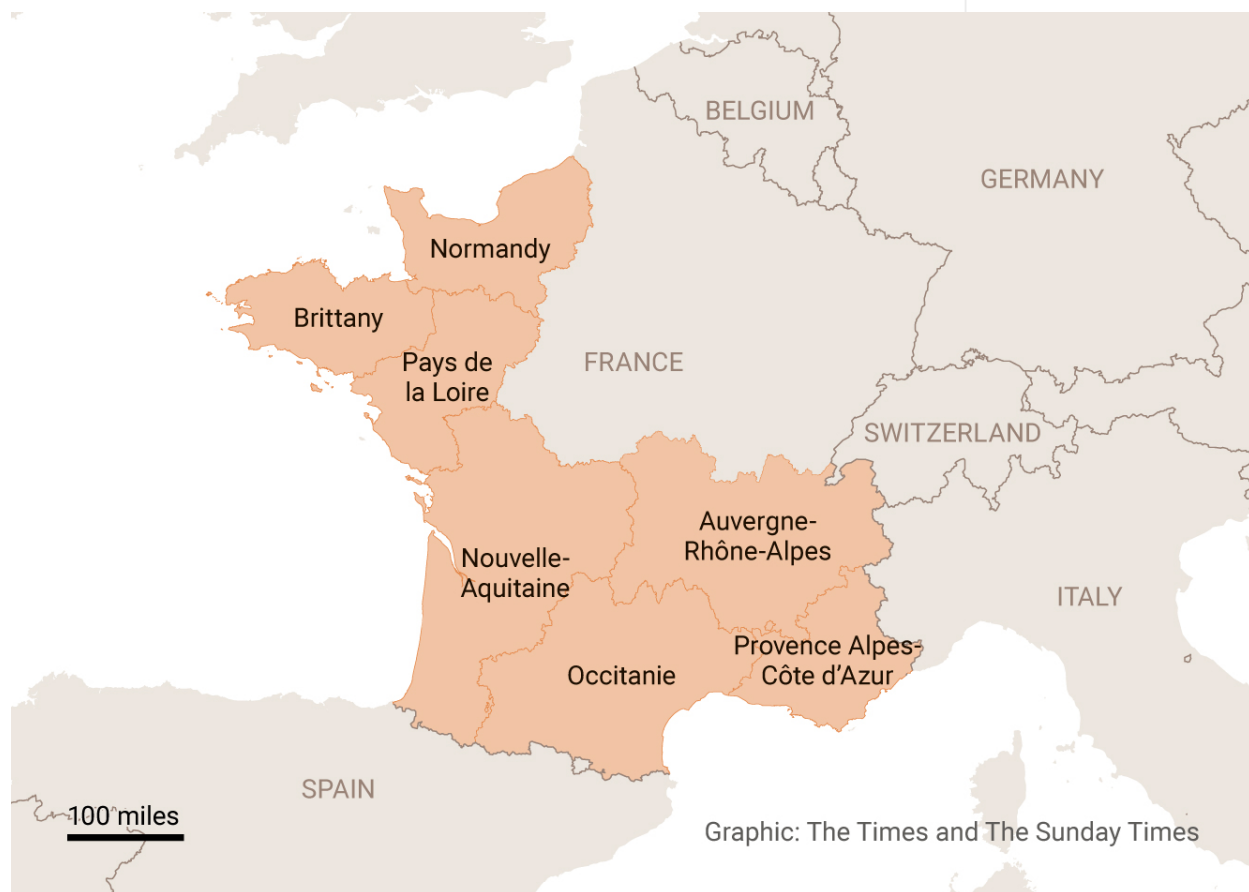 BELGIUM
GERMANY
Normandy
Brittany
Pays de
la Loire
FRANCE
SWITZERLAND
Auvergne-
Rhône-Alpes
Nouvelle-
Aquitaine
ITALY
Provence Alpes-
Côte d’Azur
Occitanie
SPAIN
100 miles
Graphic: The Times and The Sunday Times